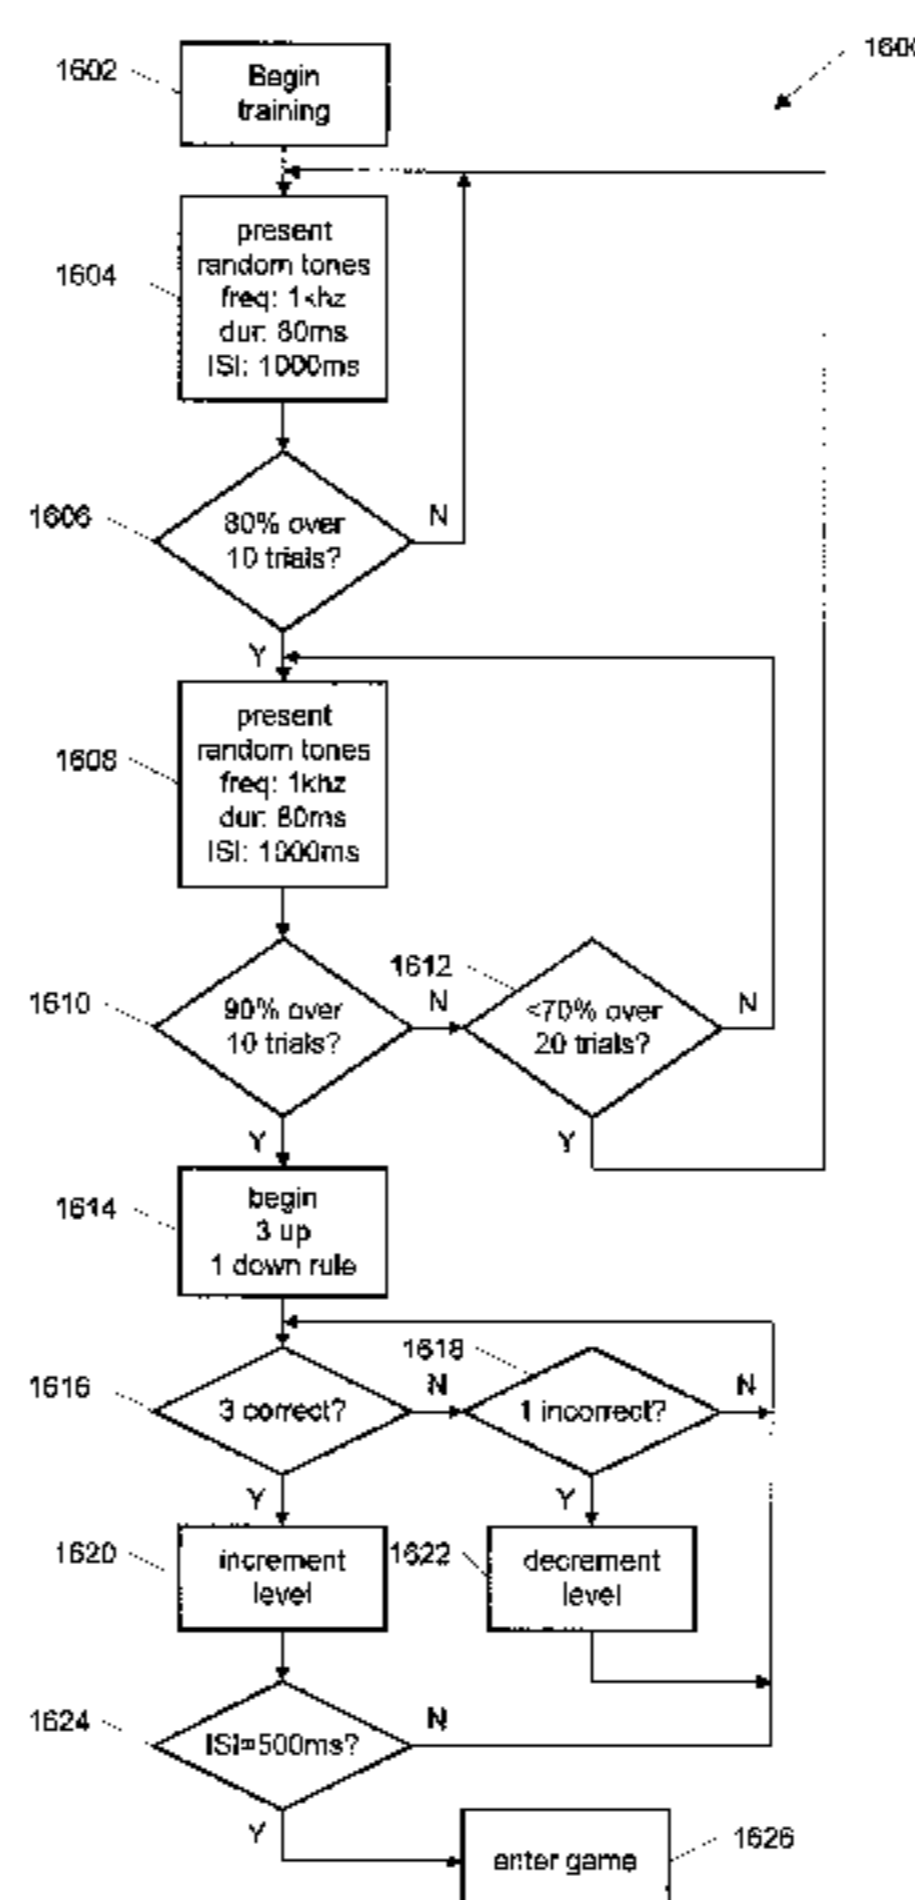 1602
Begin
training
1604
present
random tones
freq: 1khz
dur: 80ms
ISI: 1000ms
1606
80% over
10 trials?
N
Y
1608
present
random tones
freq: 1khz
dur: 80ms
ISI: 1000ms
1610
90% over
10 trials?
N
1612
<70% over
20 trials?
N
Y
Y
1614
begin
3 up
1 down rule
1616
3 correct?
N
1618
1 incorrect?
N
Y
Y
1620
increment
level
1622
decrement
level
1624
ISI=500ms?
N
Y
enter game
1626